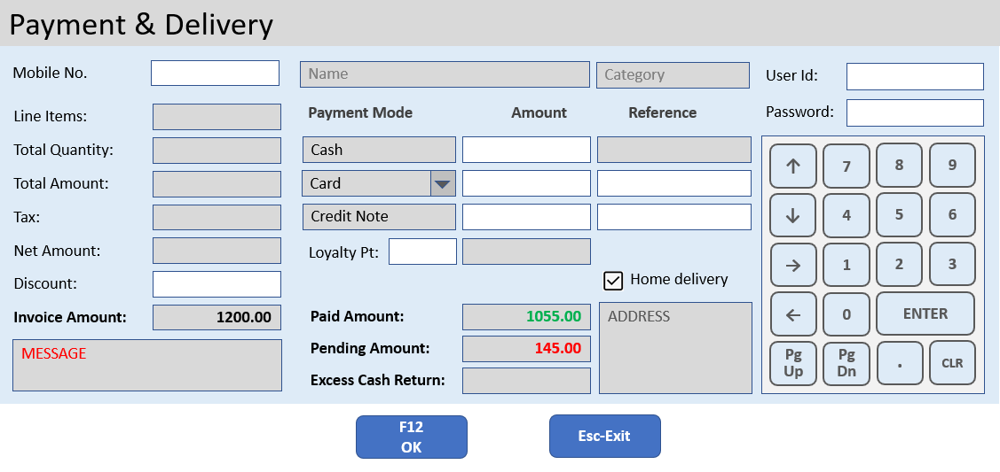 Payment & Delivery
Mobile No.
Name
Category
User Id:
Password:
Line Items:
Total Quantity:
Total Amount:
Tax:
Net Amount:
Discount:
Invoice Amount: 1200.00
MESSAGE
Payment Mode Amount Reference
Cash
Card
Credit Note
Loyalty Pt:
Home delivery
Paid Amount: 1055.00
Pending Amount: 145.00
Excess Cash Return:
ADDRESS
↑ 7 8 9
↓ 4 5 6
→ 1 2 3
← 0 ENTER
Pg Up
Pg Dn
.
CLR
F12
OK
Esc-Exit